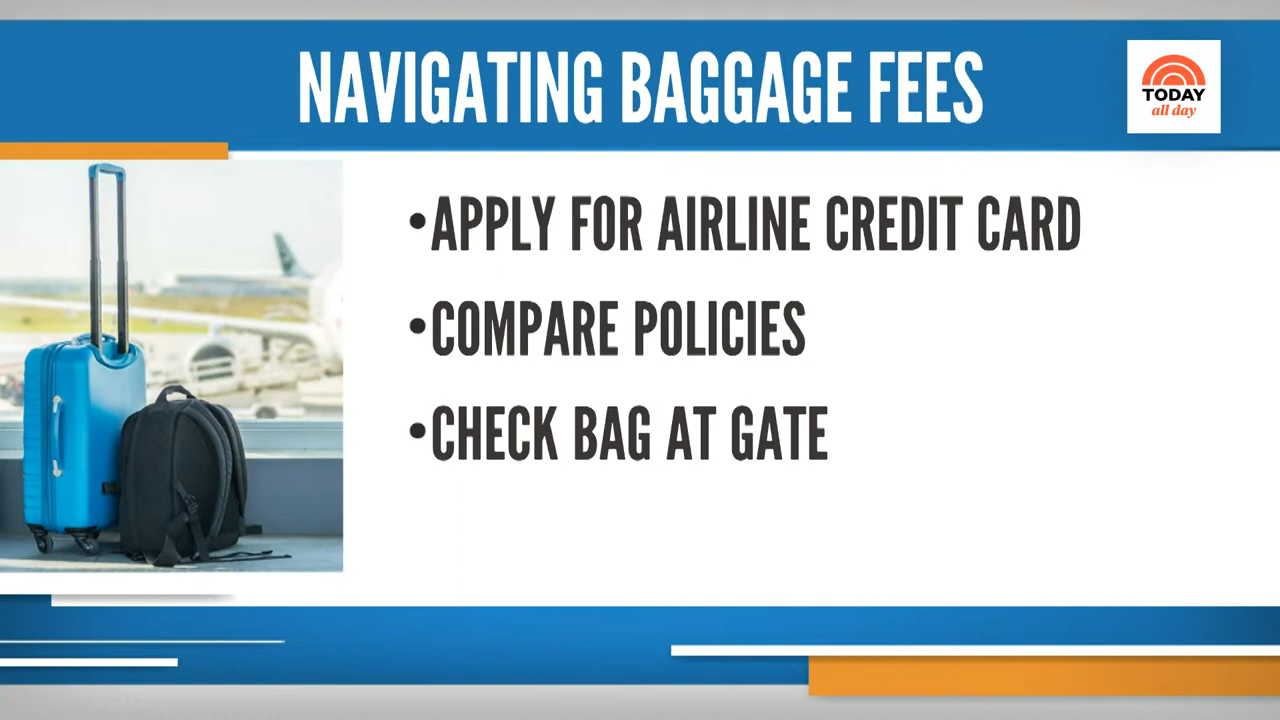 NAVIGATING BAGGAGE FEES
TODAY
all day
•APPLY FOR AIRLINE CREDIT CARD
•COMPARE POLICIES
•CHECK BAG AT GATE